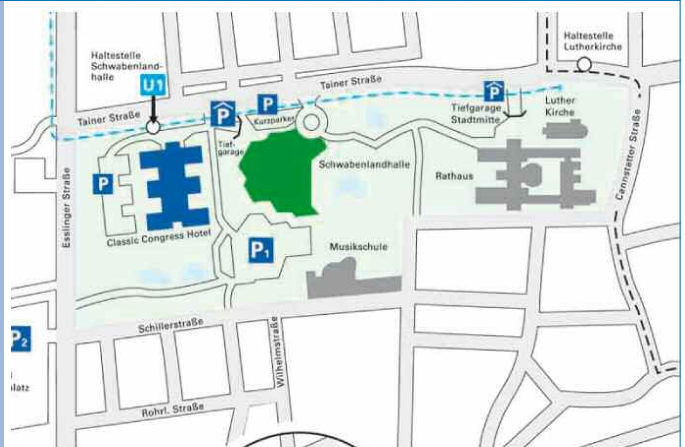 Haltestelle
Schwabenland-
halle
U1
Haltestelle
Lutherkirche
Tainer Straße
Tainer Straße
P
P
P
Kurzparker
Tief-
garage
P
Tiefgarage
Stadtmitte
Luther
Kirche
Cannstatter Straße
Esslinger Straße
Schwabenlandhalle
Rathaus
Classic Congress Hotel
P1
Musikschule
Schillerstraße
Wilhelmstraße
P2
platz
Rohrl. Straße